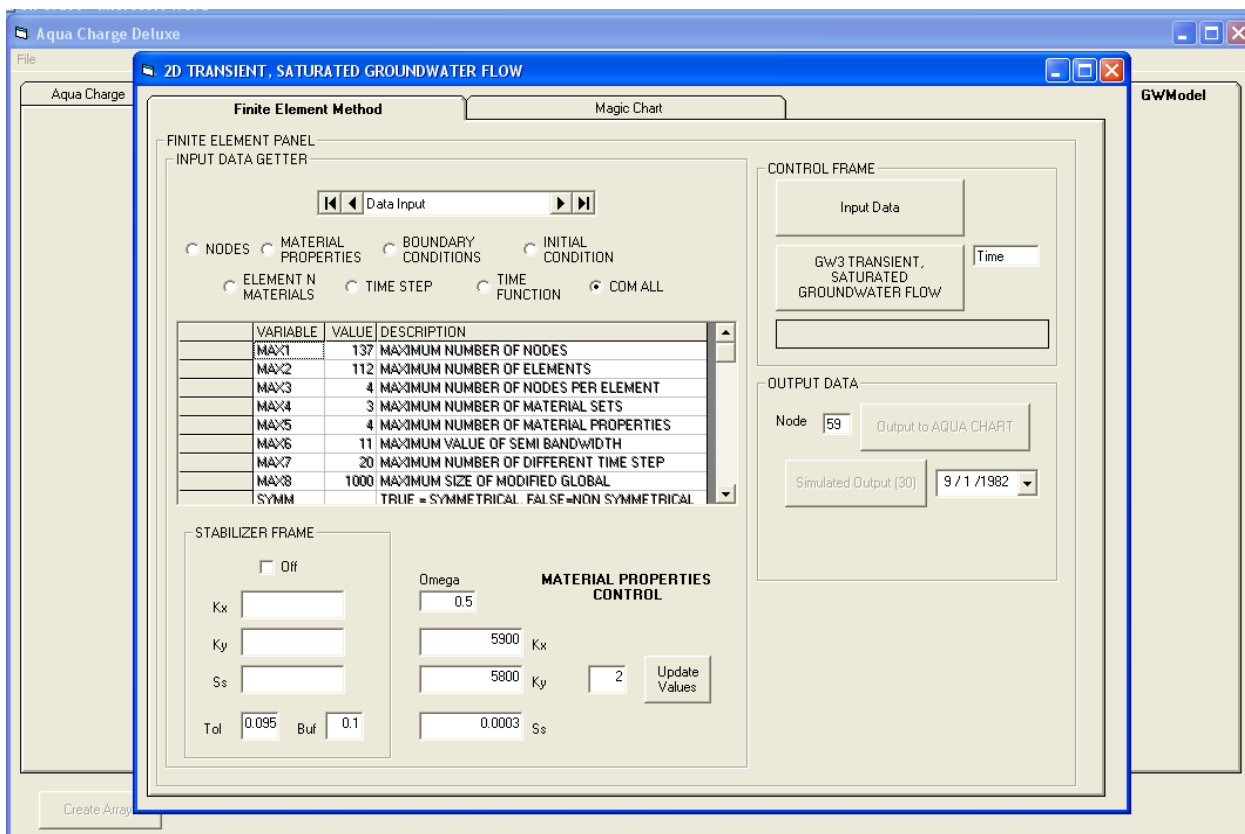 Aqua Charge Deluxe
File
Aqua Charge
GWModel
2D TRANSIENT, SATURATED GROUNDWATER FLOW
Finite Element Method
Magic Chart
FINITE ELEMENT PANEL
INPUT DATA GETTER
Data Input
NODES
MATERIAL PROPERTIES
BOUNDARY CONDITIONS
INITIAL CONDITION
ELEMENT N MATERIALS
TIME STEP
TIME FUNCTION
COM ALL
VARIABLE VALUE DESCRIPTION
MAX1 137 MAXIMUM NUMBER OF NODES
MAX2 112 MAXIMUM NUMBER OF ELEMENTS
MAX3 4 MAXIMUM NUMBER OF NODES PER ELEMENT
MAX4 3 MAXIMUM NUMBER OF MATERIAL SETS
MAX5 4 MAXIMUM NUMBER OF MATERIAL PROPERTIES
MAX6 11 MAXIMUM VALUE OF SEMI BANDWIDTH
MAX7 20 MAXIMUM NUMBER OF DIFFERENT TIME STEP
MAX8 1000 MAXIMUM SIZE OF MODIFIED GLOBAL
SYMM TRUE = SYMMETRICAL, FALSE=NON SYMMETRICAL
STABILIZER FRAME
Off
Kx
Ky
Ss
Tol 0.095 Buf 0.1
Omega
0.5
MATERIAL PROPERTIES
CONTROL
5900 Kx
5800 Ky
0.0003 Ss
2
Update
Values
CONTROL FRAME
Input Data
GW3 TRANSIENT,
SATURATED
GROUNDWATER FLOW
Time
OUTPUT DATA
Node 59 Output to AQUA CHART
Simulated Output (30) 9 / 1 /1982
Create Array